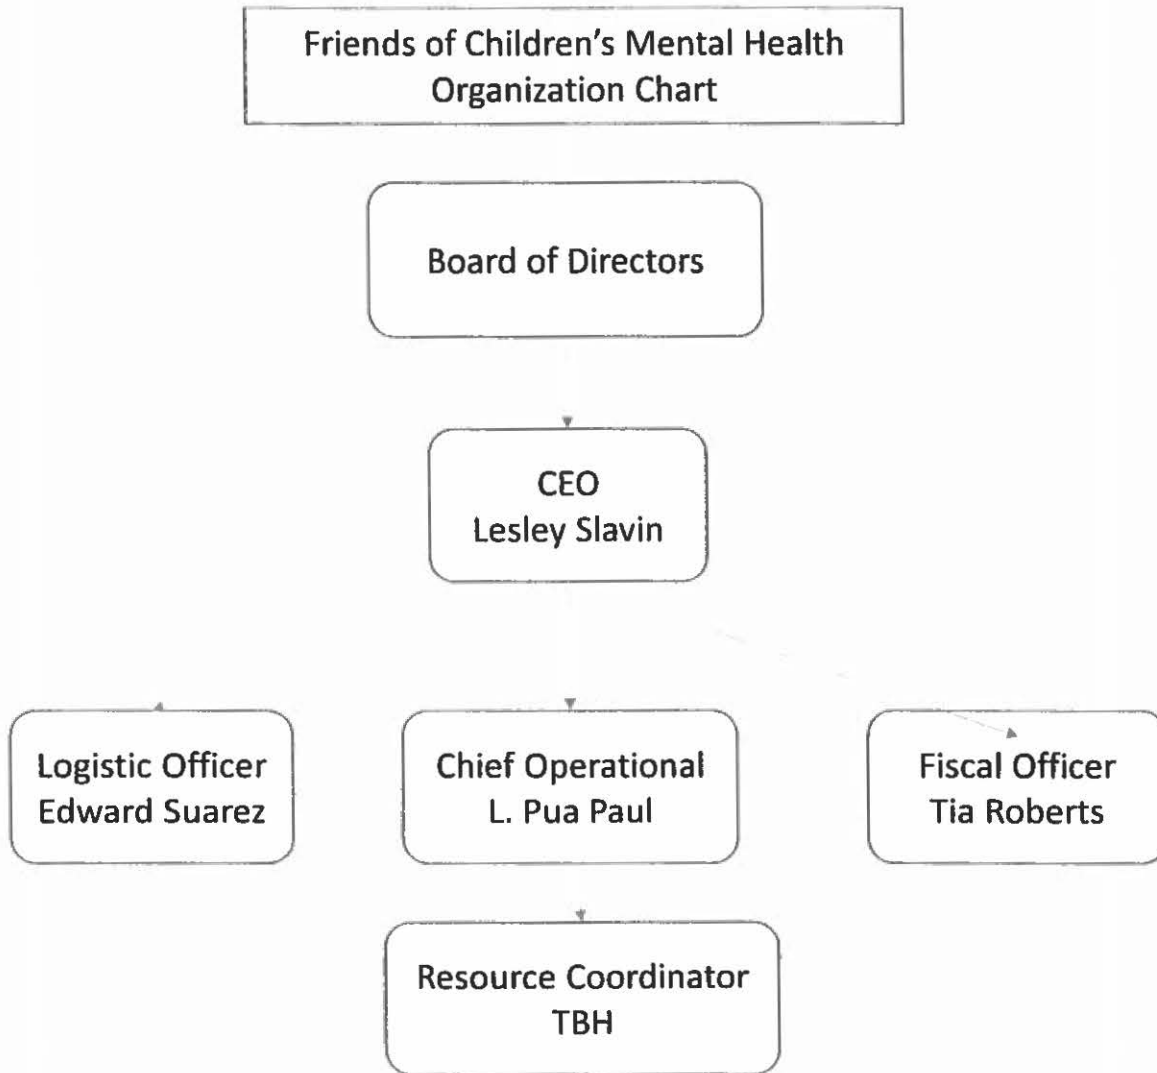 Friends of Children's Mental Health
Organization Chart
Board of Directors
CEO
Lesley Slavin
Logistic Officer
Edward Suarez
Chief Operational
L. Pua Paul
Fiscal Officer
Tia Roberts
Resource Coordinator
TBH